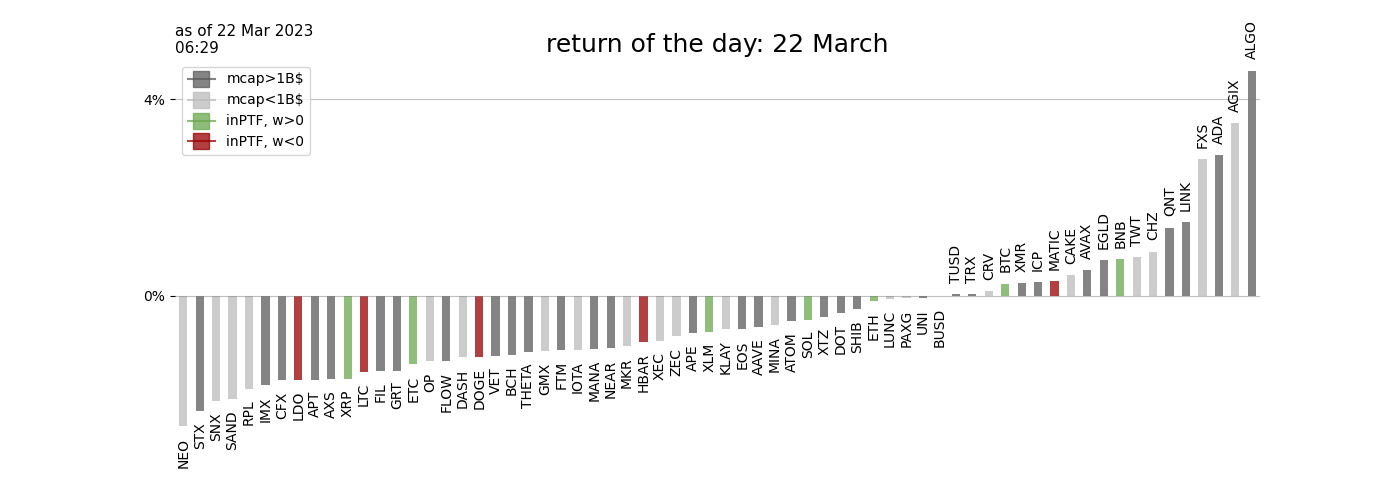 as of 22 Mar 2023
06:29
return of the day: 22 March
mcap>1B$
mcap<1B$
inPTF, w>0
inPTF, w<0
4%
0%
NEO
STX
SNX
SAND
RPL
IMX
CFX
LDO
APT
AXS
XRP
LTC
FIL
GRT
ETC
OP
FLOW
DASH
DOGE
VET
BCH
THETA
GMX
FTM
IOTA
MANA
NEAR
MKR
HBAR
XEC
ZEC
APE
XLM
KLAY
EOS
AAVE
MINA
ATOM
SOL
XTZ
DOT
SHIB
ETH
LUNC
PAXG
UNI
BUSD
TUSD
TRX
CRV
BTC
XMR
ICP
MATIC
CAKE
AVAX
EGLD
BNB
TWT
CHZ
QNT
LINK
FXS
ADA
AGIX
ALGO